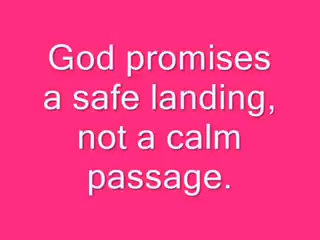 God promises
a safe landing,
not a calm
passage.